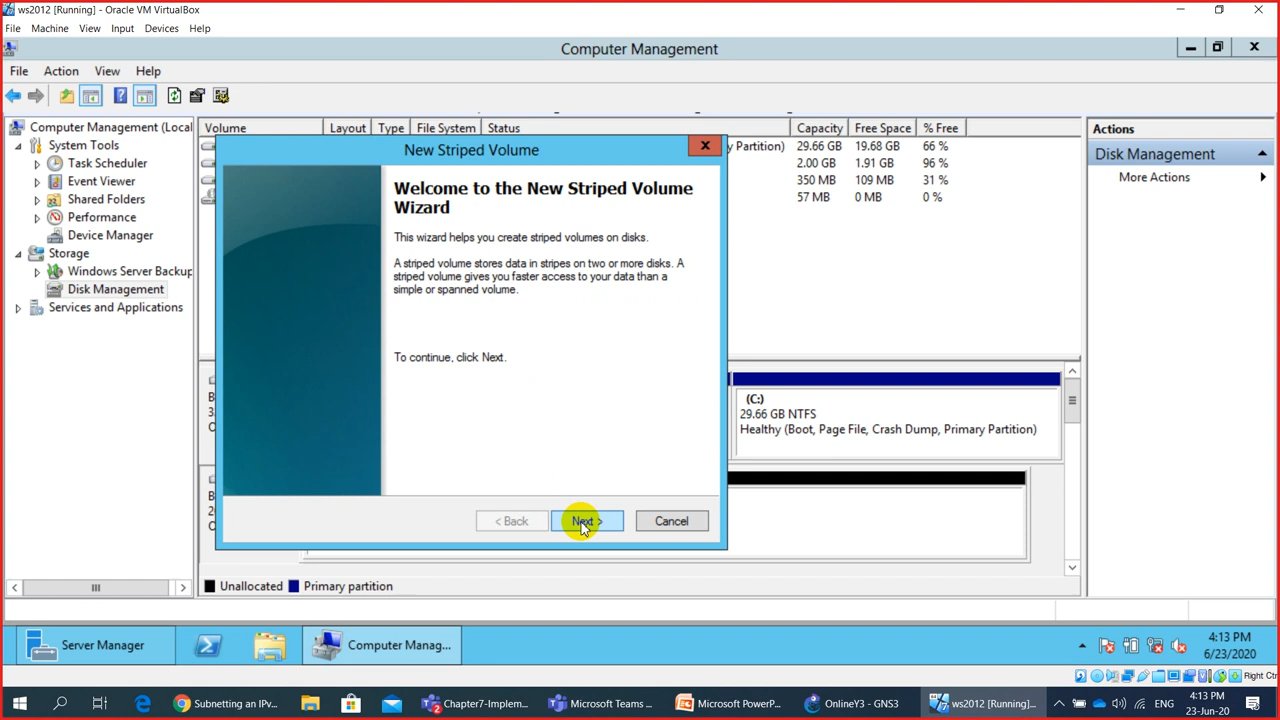 ws2012 [Running] - Oracle VM VirtualBox
File Machine View Input Devices Help
Computer Management
File Action View Help
Computer Management (Local
System Tools
Task Scheduler
Event Viewer
Shared Folders
Performance
Device Manager
Storage
Windows Server Backup
Disk Management
Services and Applications
Volume Layout Type File System Status Capacity Free Space % Free
y Partition) 29.66 GB 19.68 GB 66 %
2.00 GB 1.91 GB 96 %
350 MB 109 MB 31 %
57 MB 0 MB 0 %
Actions
Disk Management
More Actions
New Striped Volume
Welcome to the New Striped Volume
Wizard
This wizard helps you create striped volumes on disks.
A striped volume stores data in stripes on two or more disks. A
striped volume gives you faster access to your data than a
simple or spanned volume.
To continue, click Next.
< Back Next > Cancel
(C:)
29.66 GB NTFS
Healthy (Boot, Page File, Crash Dump, Primary Partition)
Unallocated Primary partition
Server Manager
Computer Manag...
4:13 PM
6/23/2020
Right Ctrl
Subnetting an IPv...
Chapter7-Implem...
Microsoft Teams ...
Microsoft PowerP...
OnlineY3 - GNS3
ws2012 [Running]...
ENG
4:13 PM
23-Jun-20